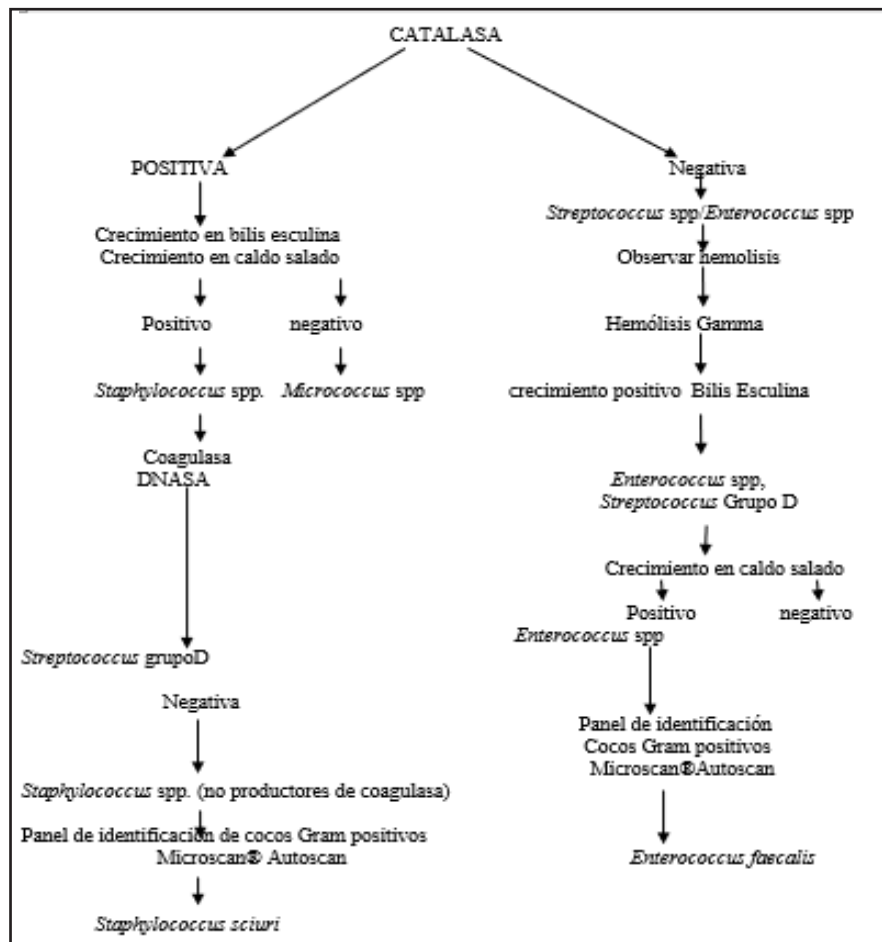 CATALASA
POSITIVA
Crecimiento en bilis esculina
Crecimiento en caldo salado
Positivo
negativo
Staphylococcus spp.
Micrococcus spp
Coagulasa
DNASA
Streptococcus grupoD
Negativa
Staphylococcus spp. (no productores de coagulasa)
Panel de identificación de cocos Gram positivos
Microscan® Autoscan
Staphylococcus sciuri
Negativa
Streptococcus spp/Enterococcus spp
Observar hemolisis
Hemólisis Gamma
crecimiento positivo Bilis Esculina
Enterococcus spp,
Streptococcus Grupo D
Crecimiento en caldo salado
Positivo
negativo
Enterococcus spp
Panel de identificación
Cocos Gram positivos
Microscan®Autoscan
Enterococcus faecalis